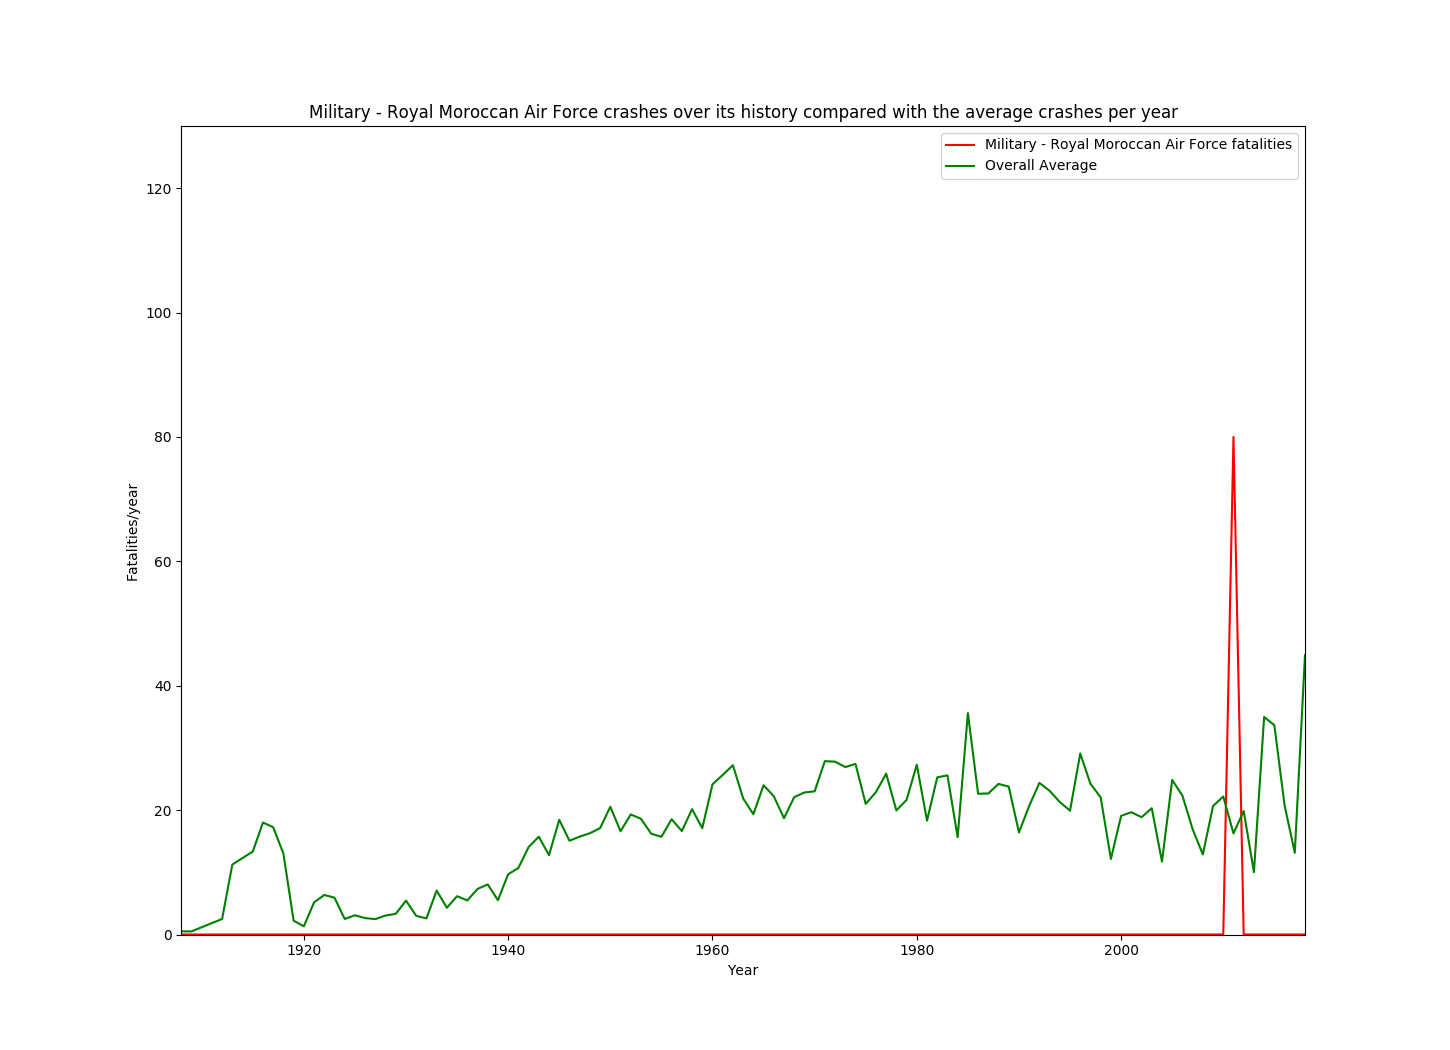 Military - Royal Moroccan Air Force crashes over its history compared with the average crashes per year
Military - Royal Moroccan Air Force fatalities
Overall Average
120
100
80
60
40
20
0
Fatalities/year
1920 1940 1960 1980 2000
Year